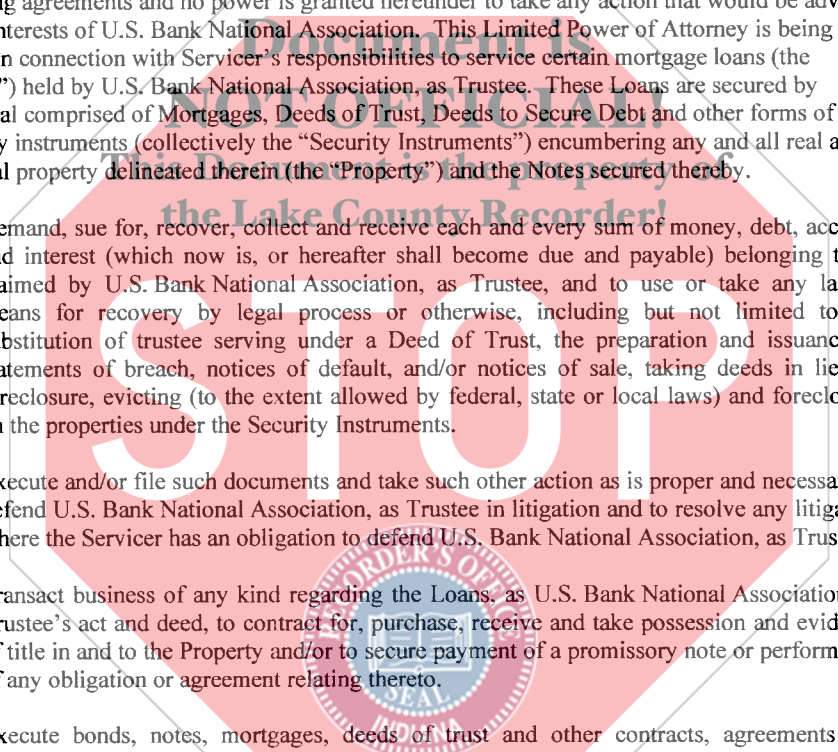 ng agreements and no power is granted hereunder to take any action that would be adv
nterests of U.S. Bank National Association. This Limited Power of Attorney is being
n connection with Servicer's responsibilities to service certain mortgage loans (the
") held by U.S. Bank National Association, as Trustee. These Loans are secured by
al comprised of Mortgages, Deeds of Trust, Deeds to Secure Debt and other forms of
y instruments (collectively the “Security Instruments”) encumbering any and all real a
al property delineated therein (the “Property”) and the Notes secured thereby.
Document is
NOT OFFICIAL!
This Document is the property of
the Lake County Recorder!
emand, sue for, recover, collect and receive each and every sum of money, debt, acc
d interest (which now is, or hereafter shall become due and payable) belonging t
aimed by U.S. Bank National Association, as Trustee, and to use or take any la
eans for recovery by legal process or otherwise, including but not limited to
bstitution of trustee serving under a Deed of Trust, the preparation and issuanc
atements of breach, notices of default, and/or notices of sale, taking deeds in lie
reclosure, evicting (to the extent allowed by federal, state or local laws) and foreclo
n the properties under the Security Instruments.
STOP
xecute and/or file such documents and take such other action as is proper and necessa
efend U.S. Bank National Association, as Trustee in litigation and to resolve any litiga
here the Servicer has an obligation to defend U.S. Bank National Association, as Trus
ransact business of any kind regarding the Loans, as U.S. Bank National Association
rustee's act and deed, to contract for, purchase, receive and take possession and evid
f title in and to the Property and/or to secure payment of a promissory note or perform
f any obligation or agreement relating thereto.
RECORDER'S OFFICE
SEAL
INDIANA
xecute bonds, notes, mortgages, deeds of trust and other contracts, agreements